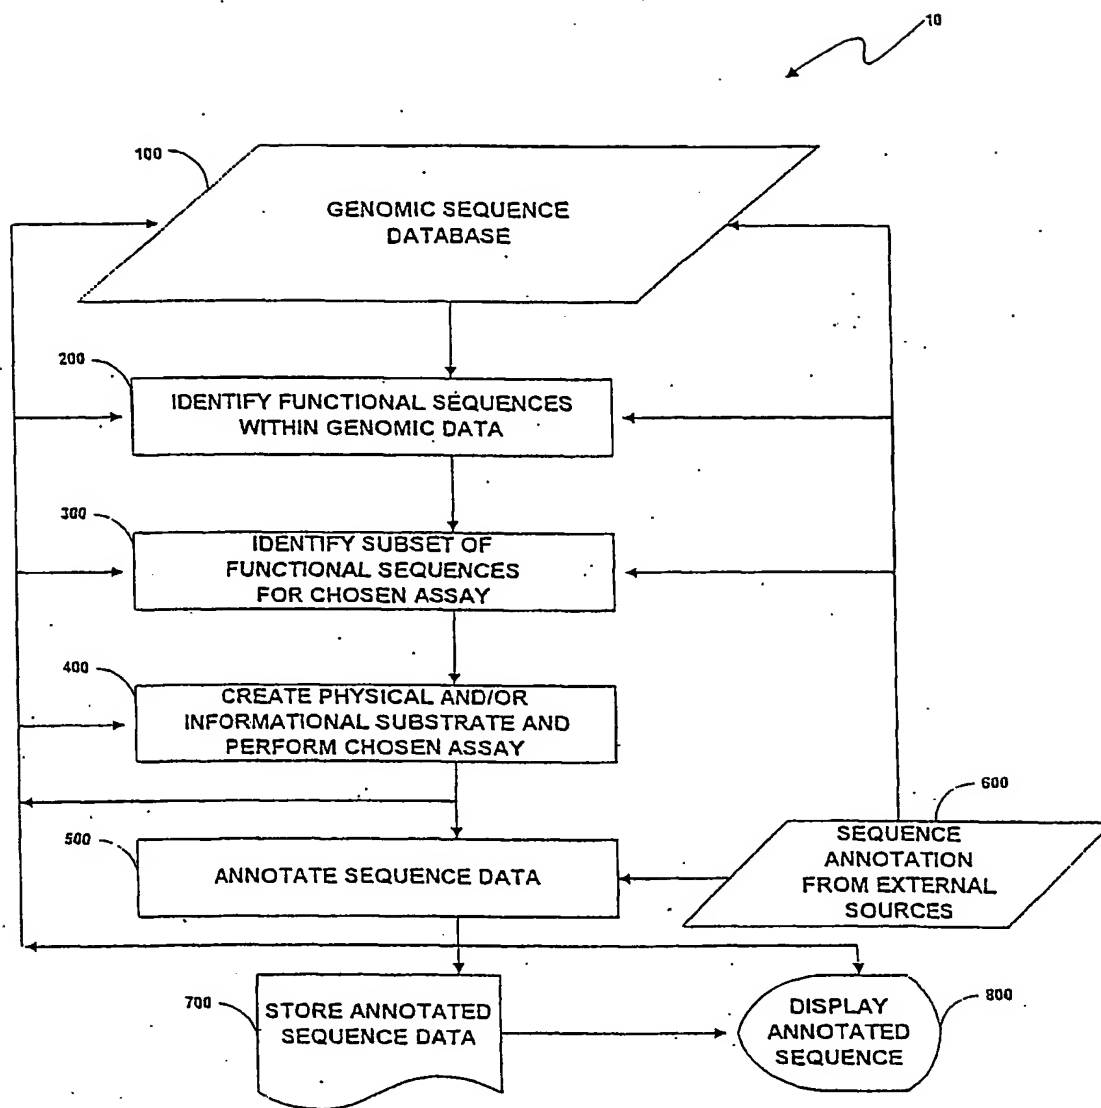 10
100
GENOMIC SEQUENCE
DATABASE
200
IDENTIFY FUNCTIONAL SEQUENCES
WITHIN GENOMIC DATA
300
IDENTIFY SUBSET OF
FUNCTIONAL SEQUENCES
FOR CHOSEN ASSAY
400
CREATE PHYSICAL AND/OR
INFORMATIONAL SUBSTRATE AND
PERFORM CHOSEN ASSAY
600
SEQUENCE
ANNOTATION
FROM EXTERNAL
SOURCES
500
ANNOTATE SEQUENCE DATA
700
STORE ANNOTATED
SEQUENCE DATA
800
DISPLAY
ANNOTATED
SEQUENCE